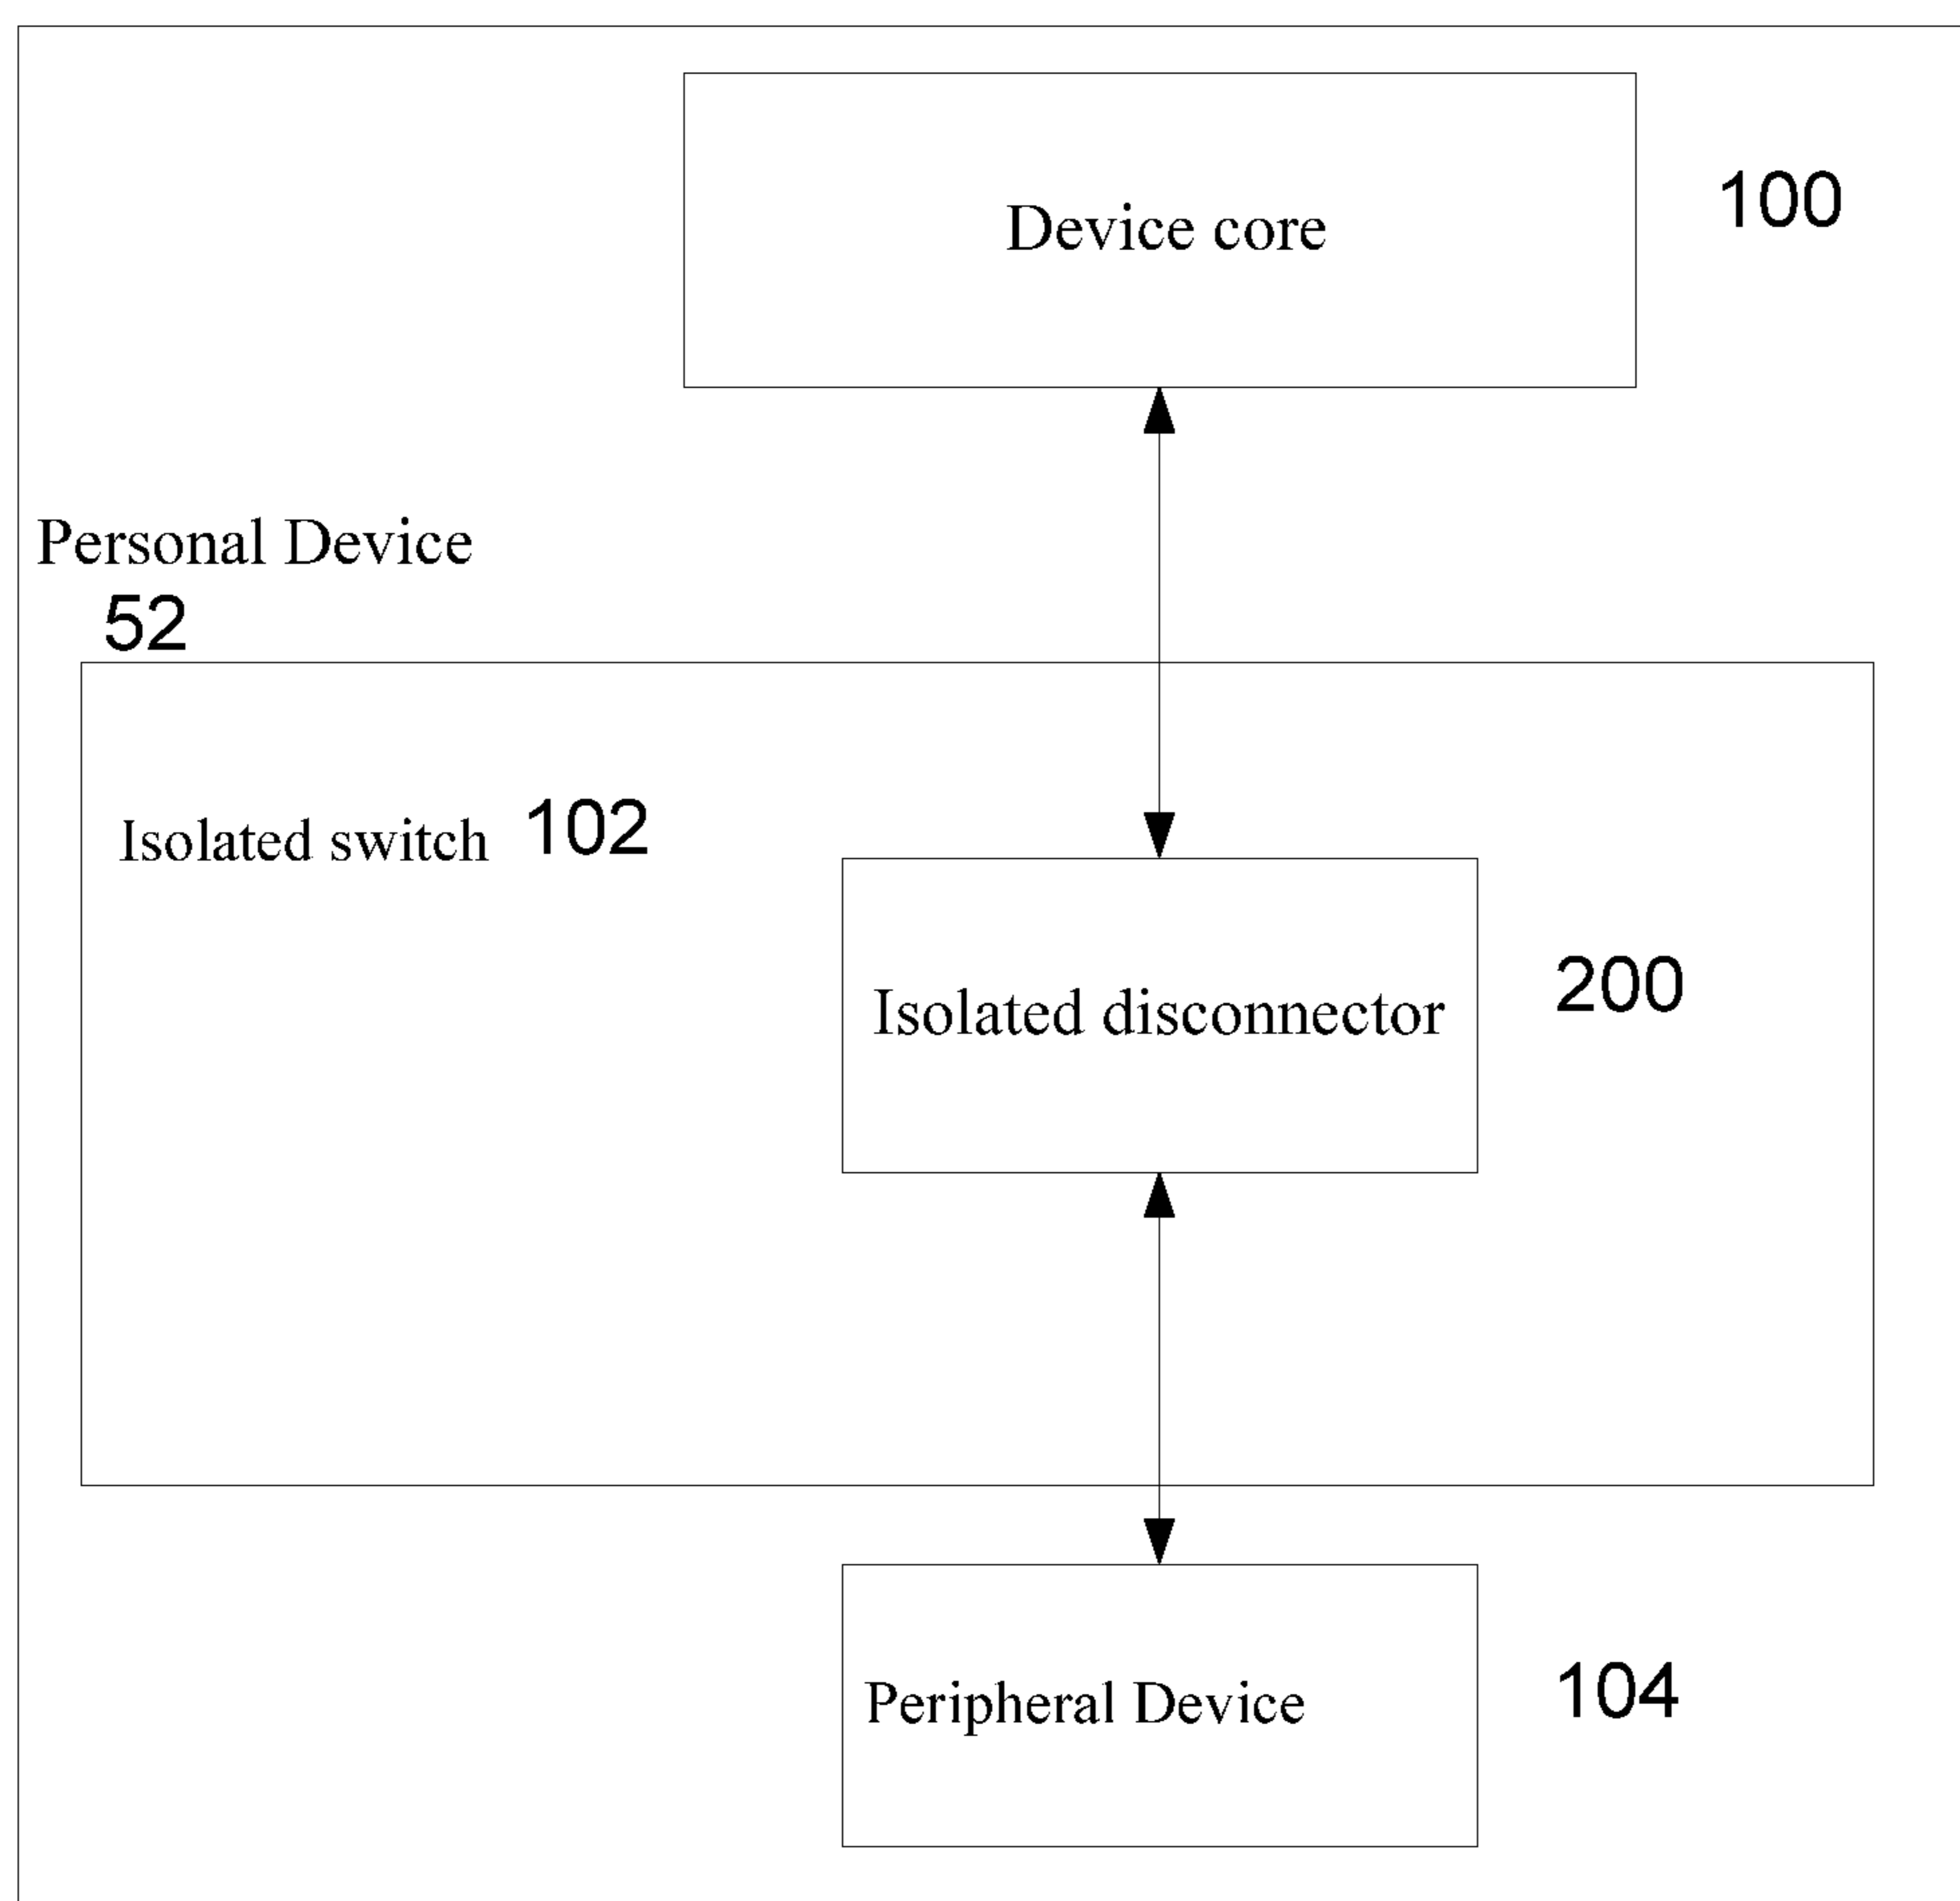 Device core
100
Personal Device
52
Isolated switch 102
Isolated disconnector
200
Peripheral Device
104